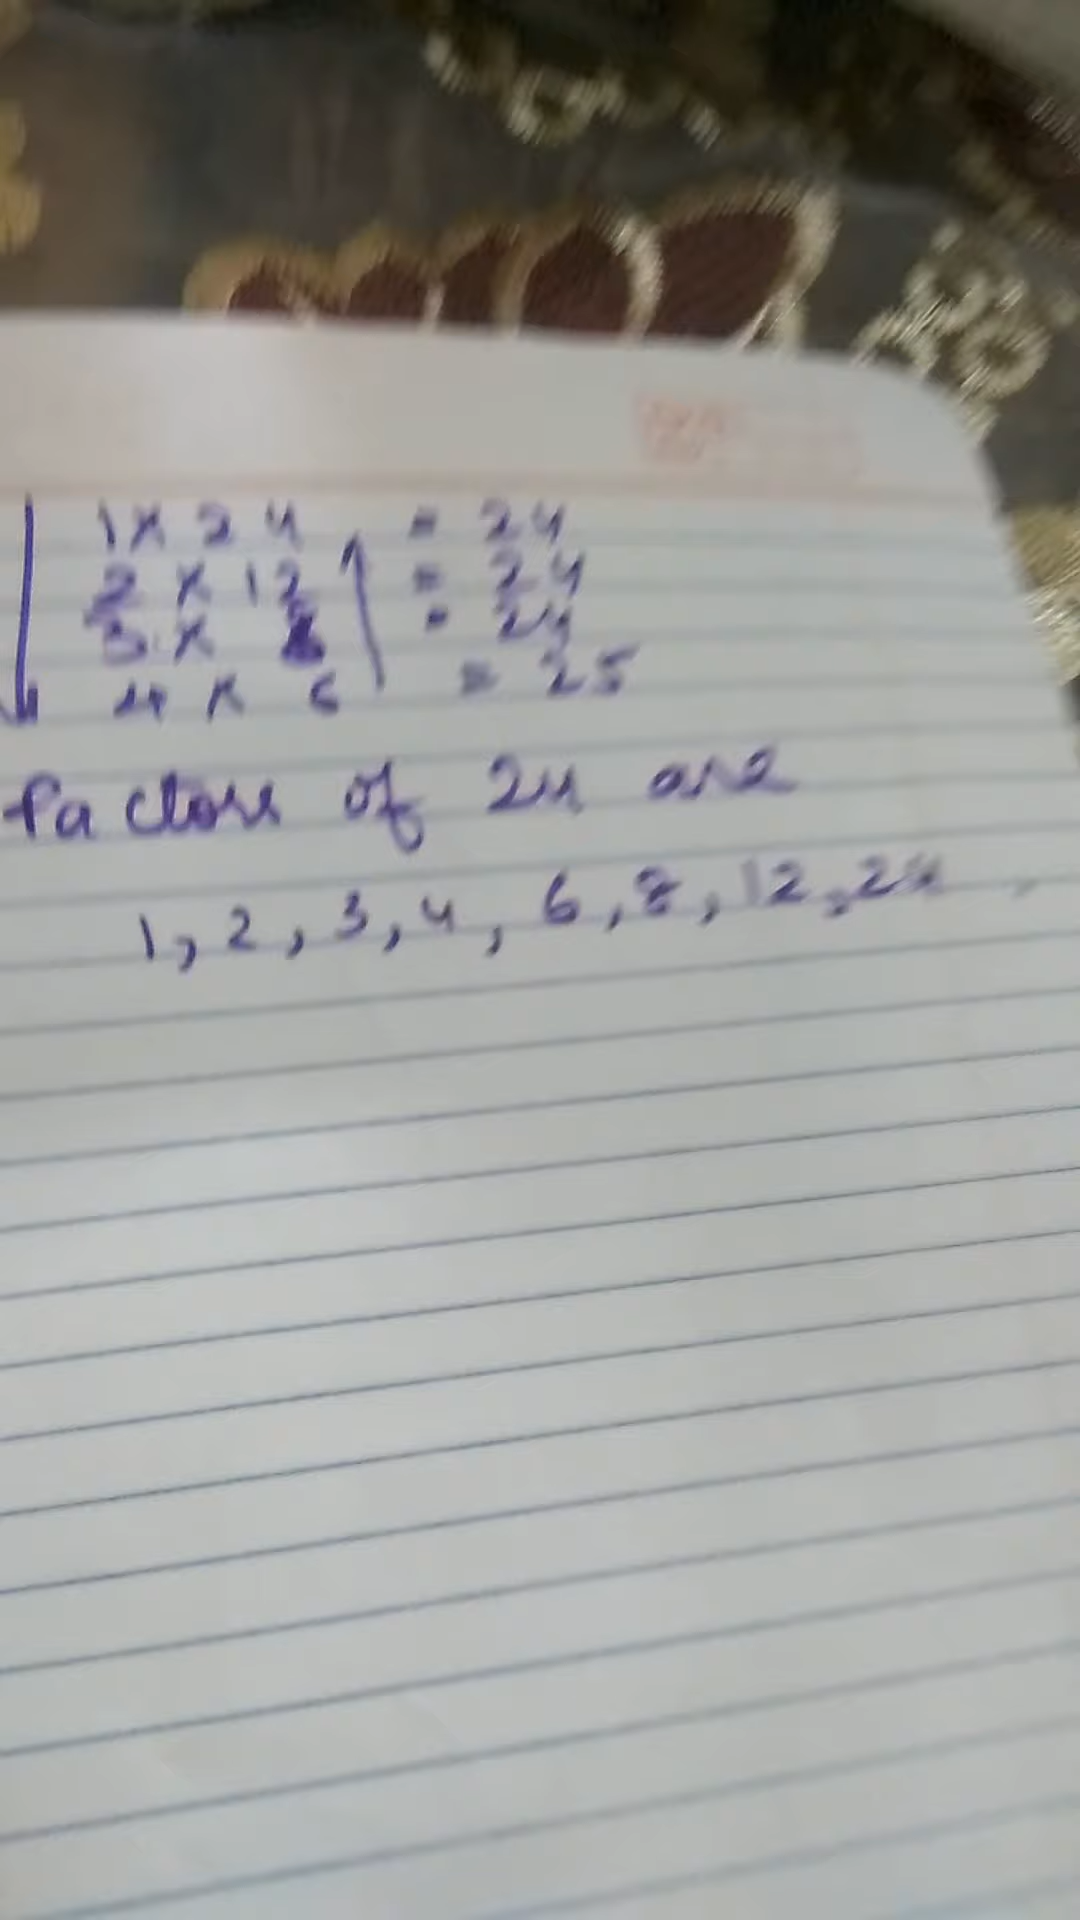 1 x 24 = 24
2 x 12 = 24
3 x 8 = 24
4 x 6 = 25
factors of 24 are
1, 2, 3, 4, 6, 8, 12, 24